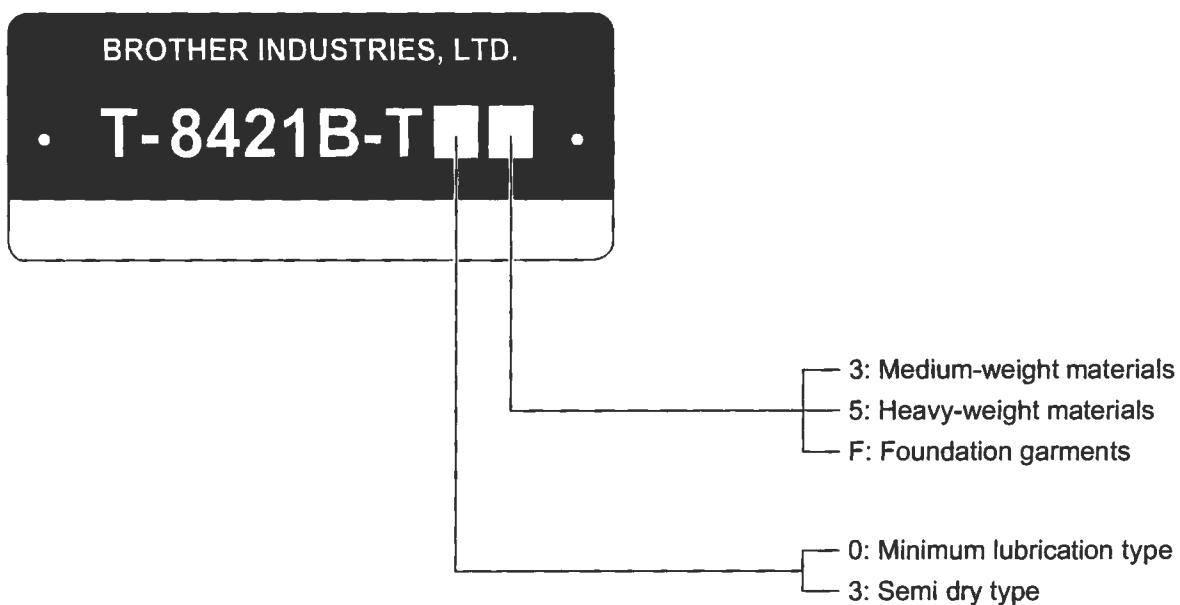 BROTHER INDUSTRIES, LTD.
T-8421B-T
3: Medium-weight materials
5: Heavy-weight materials
F: Foundation garments
0: Minimum lubrication type
3: Semi dry type